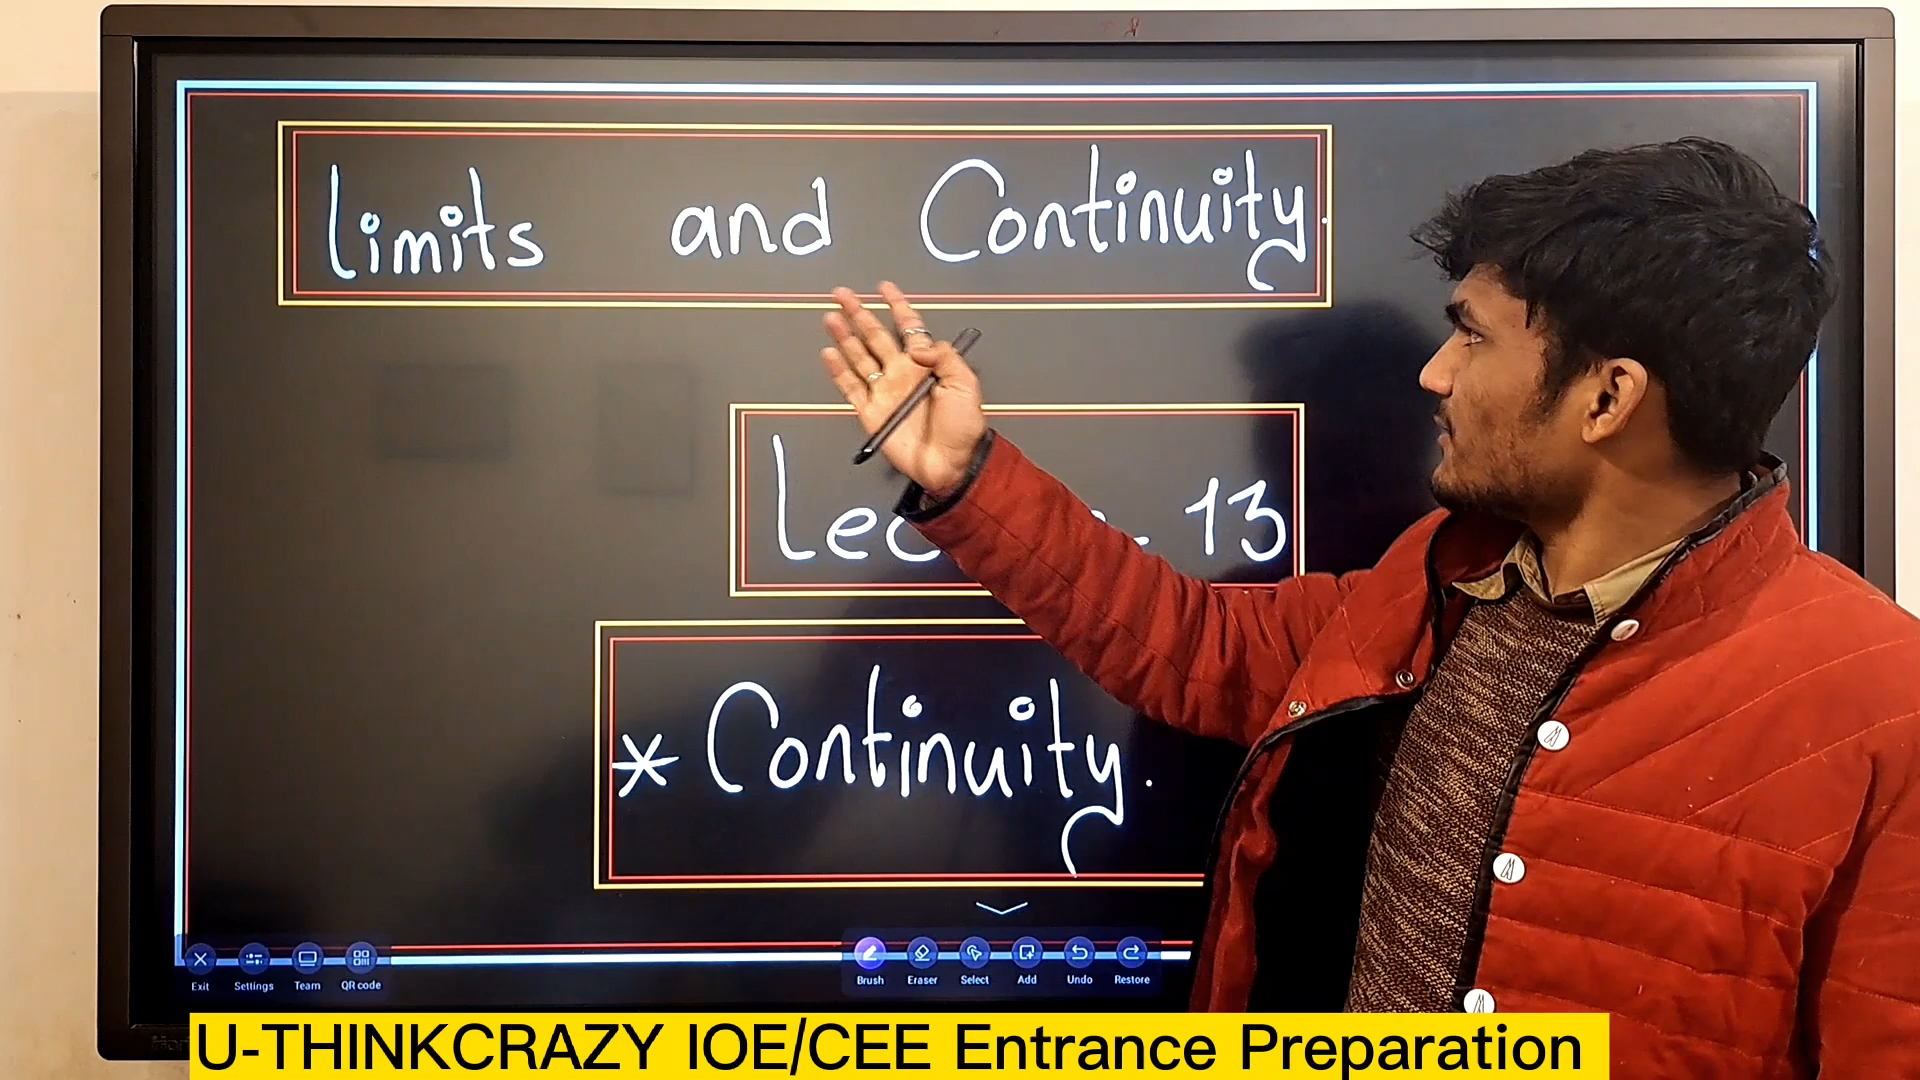 limits and Continuity.
13
* Continuity.
Exit Settings Team QR code Brush Eraser Select Add Undo Restore
U-THINKCRAZY IOE/CEE Entrance Preparation